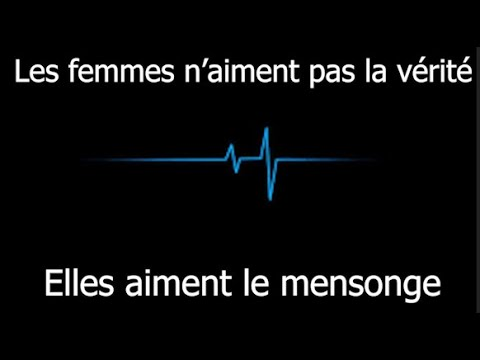 Les femmes n’aiment pas la vérité
Elles aiment le mensonge